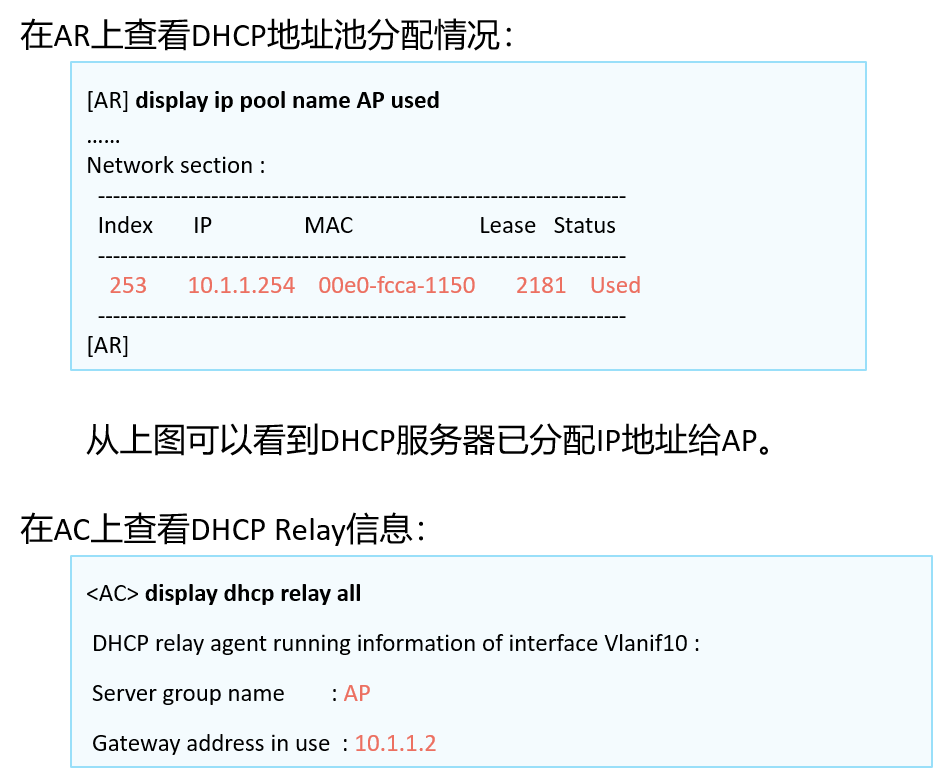 在AR上查看DHCP地址池分配情况：
[AR] display ip pool name AP used
……
Network section :
-----------------------------------------------------------------------
Index IP MAC Lease Status
-----------------------------------------------------------------------
253 10.1.1.254 00e0-fcca-1150 2181 Used
-----------------------------------------------------------------------
[AR]
从上图可以看到DHCP服务器已分配IP地址给AP。
在AC上查看DHCP Relay信息：
<AC> display dhcp relay all
DHCP relay agent running information of interface Vlanif10 :
Server group name : AP
Gateway address in use : 10.1.1.2